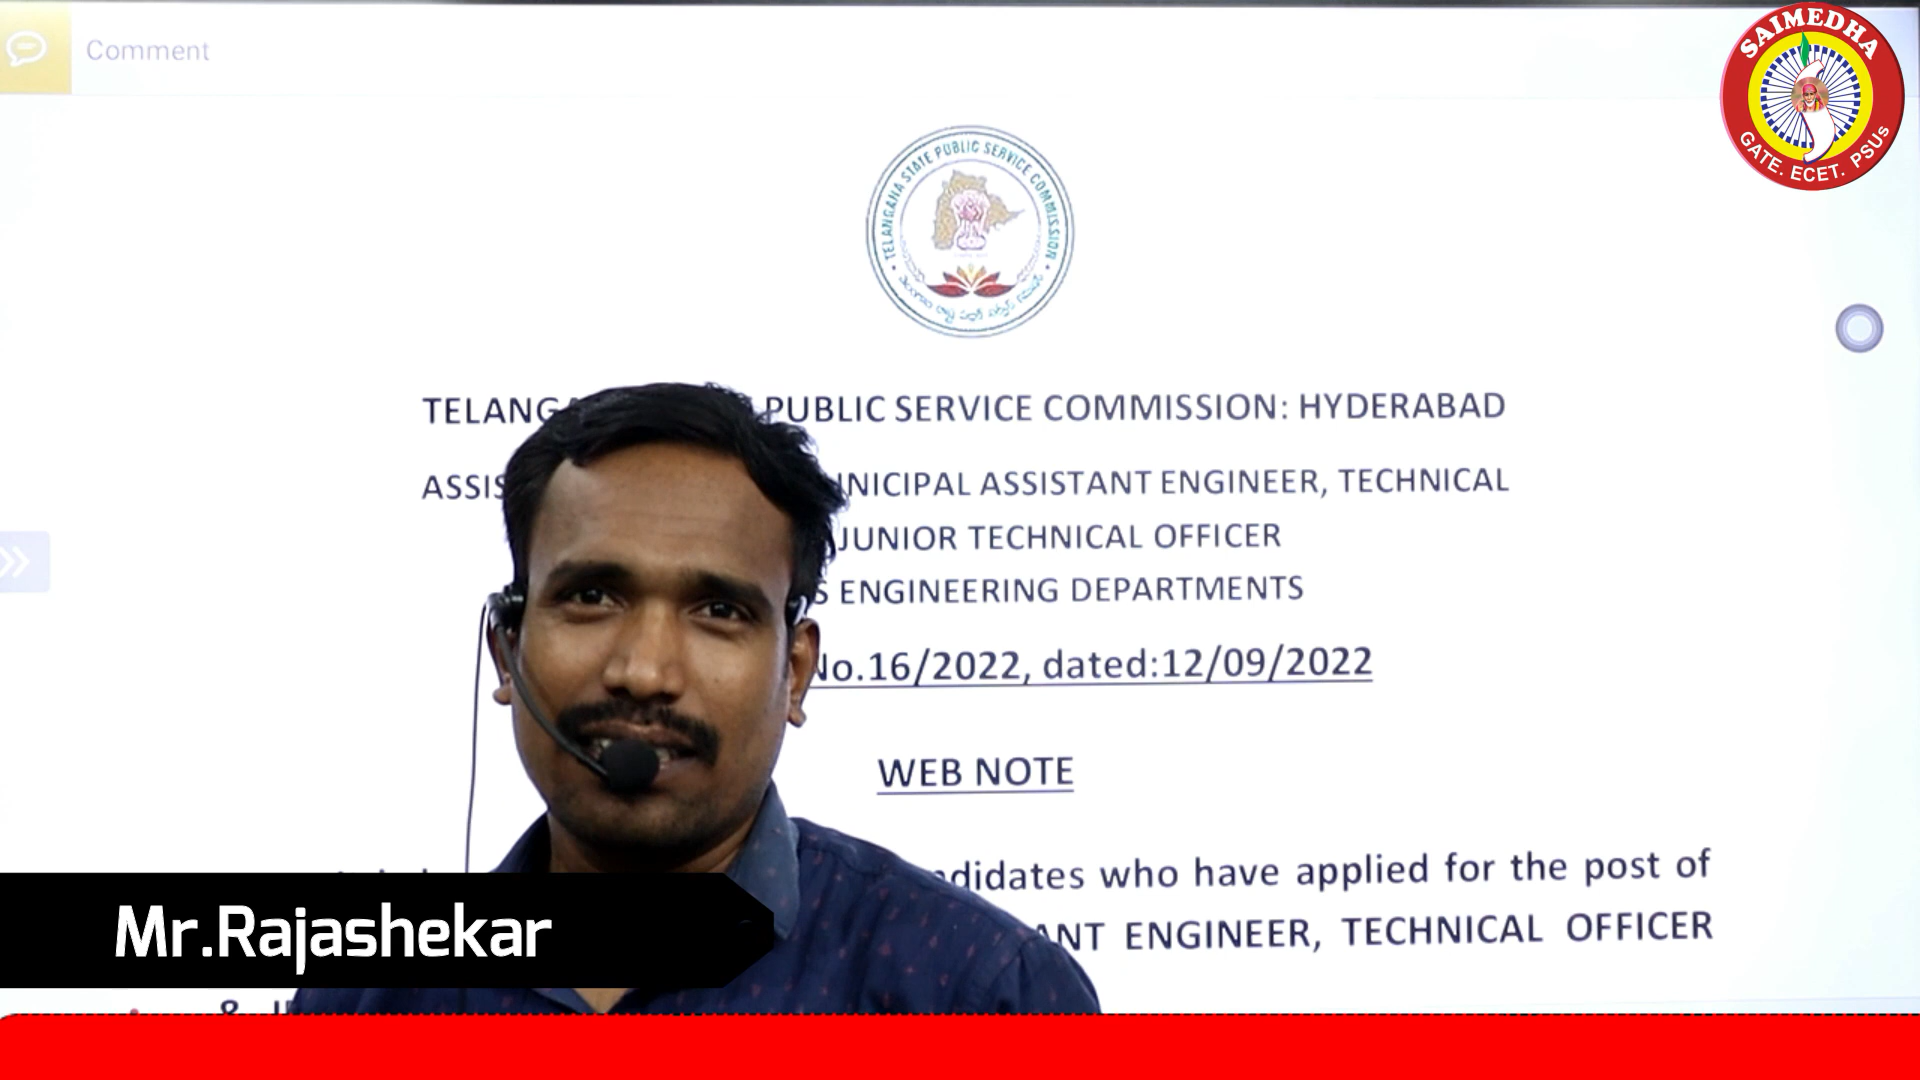 Comment
SAIMEDHA
GATE. ECET. PSUs
TELANGANA STATE PUBLIC SERVICE COMMISSION
TELANG PUBLIC SERVICE COMMISSION: HYDERABAD
ASSIS NICIPAL ASSISTANT ENGINEER, TECHNICAL
JUNIOR TECHNICAL OFFICER
S ENGINEERING DEPARTMENTS
No.16/2022, dated:12/09/2022
WEB NOTE
didates who have applied for the post of
Mr.Rajashekar
ANT ENGINEER, TECHNICAL OFFICER
&